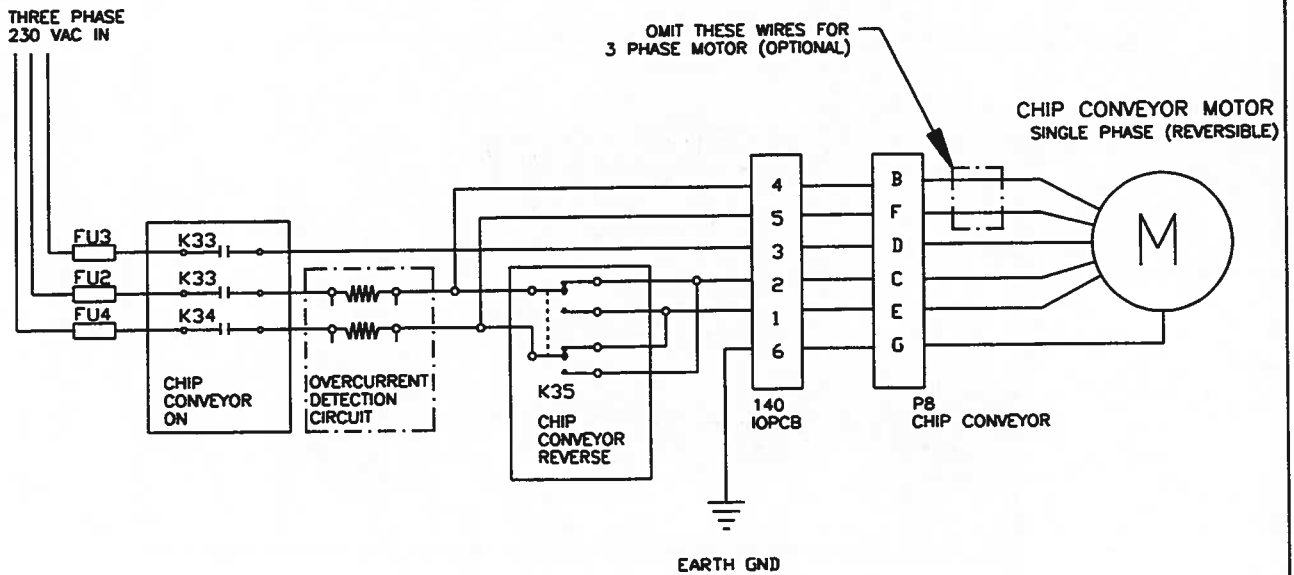 THREE PHASE
230 VAC IN
OMIT THESE WIRES FOR
3 PHASE MOTOR (OPTIONAL)
CHIP CONVEYOR MOTOR
SINGLE PHASE (REVERSIBLE)
M
FU3
FU2
FU4
K33
K33
K34
CHIP
CONVEYOR
ON
OVERCURRENT
DETECTION
CIRCUIT
K35
CHIP
CONVEYOR
REVERSE
4
5
3
2
1
6
140
IOPCB
B
F
D
C
E
G
P8
CHIP CONVEYOR
EARTH GND